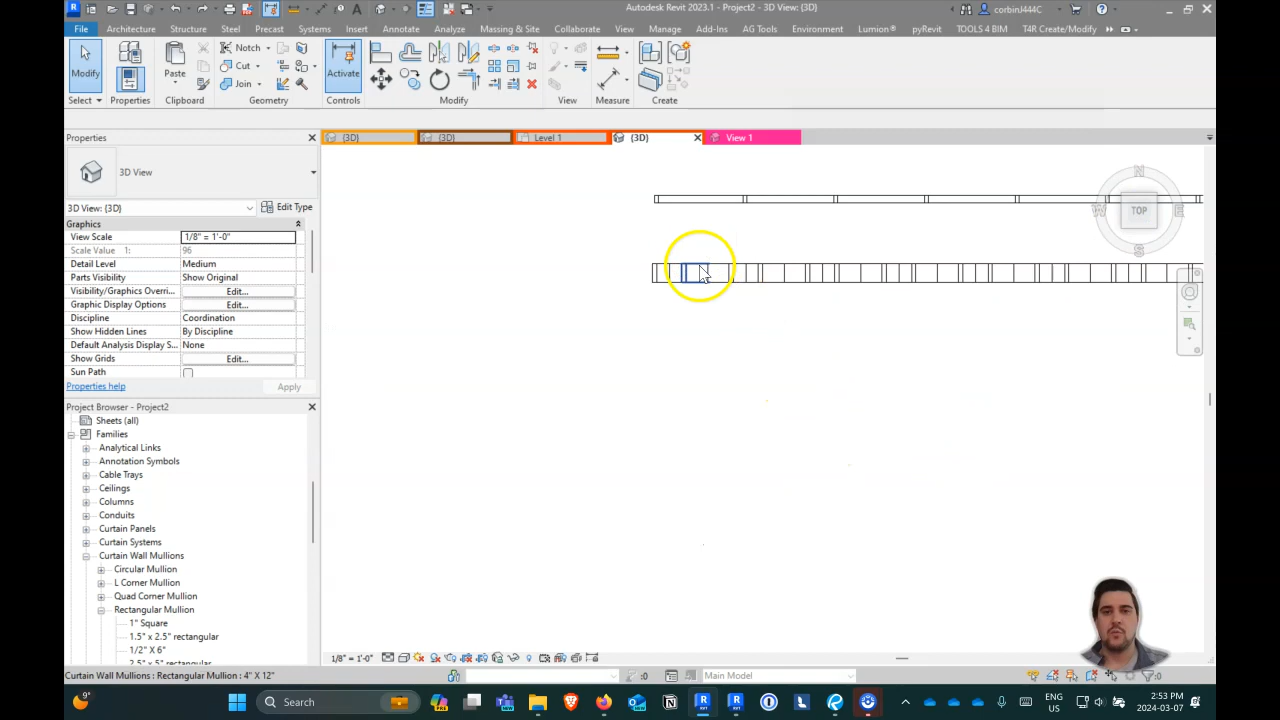 Autodesk Revit 2023.1 - Project2 - 3D View: {3D}
corbinJ444C
File Architecture Structure Steel Precast Systems Insert Annotate Analyze Massing & Site Collaborate View Manage Add-Ins AG Tools Environment Lumion® pyRevit TOOLS 4 BIM T4R Create/Modify
Modify
Properties
Paste
Notch
Cut
Join
Activate
Select Properties Clipboard Geometry Controls Modify View Measure Create
Properties
{3D} {3D} Level 1 {3D} View 1
3D View
3D View: {3D} Edit Type
Graphics
View Scale 1/8" = 1'-0"
Scale Value 1: 96
Detail Level Medium
Parts Visibility Show Original
Visibility/Graphics Overri... Edit...
Graphic Display Options Edit...
Discipline Coordination
Show Hidden Lines By Discipline
Default Analysis Display S... None
Show Grids Edit...
Sun Path
Properties help Apply
N
W TOP E
S
Project Browser - Project2
Sheets (all)
Families
Analytical Links
Annotation Symbols
Cable Trays
Ceilings
Columns
Conduits
Curtain Panels
Curtain Systems
Curtain Wall Mullions
Circular Mullion
L Corner Mullion
Quad Corner Mullion
Rectangular Mullion
1" Square
1.5" x 2.5" rectangular
1/2" X 6"
2.5" x 5" rectangular
1/8" = 1'-0"
Curtain Wall Mullions : Rectangular Mullion : 4" X 12" :0 Main Model :0
9° Search ENG 2:53 PM
US 2024-03-07